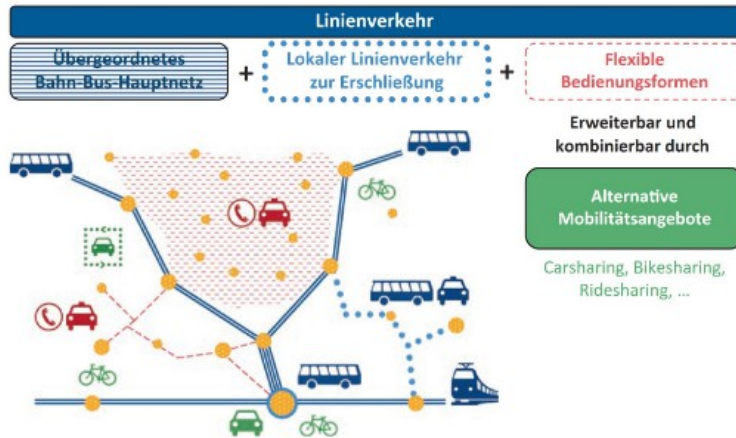 Linienverkehr
Übergeordnetes
Bahn-Bus-Hauptnetz
+
Lokaler Linienverkehr
zur Erschließung
+
Flexible
Bedienungsformen
Erweiterbar und
kombinierbar durch
Alternative
Mobilitätsangebote
Carsharing, Bikesharing,
Ridesharing, ...